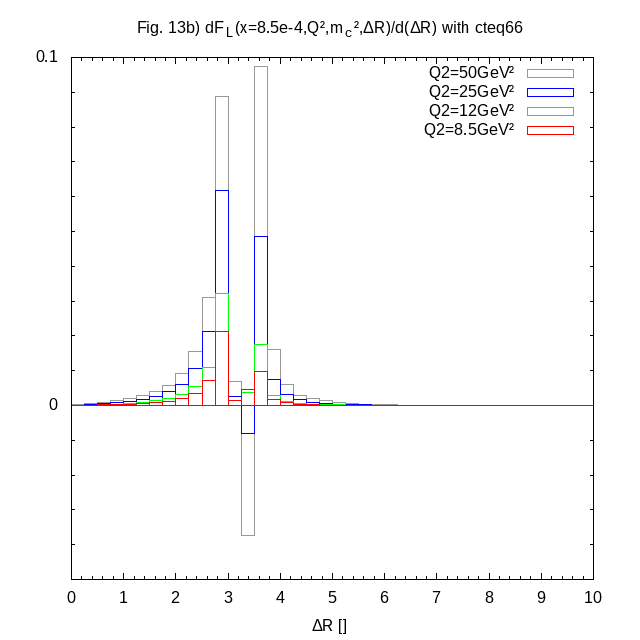 Fig. 13b) dF_L(x=8.5e-4,Q²,m_c²,ΔR)/d(ΔR) with cteq66
0.1
Q2=50GeV²
Q2=25GeV²
Q2=12GeV²
Q2=8.5GeV²
0
0 1 2 3 4 5 6 7 8 9 10
ΔR []